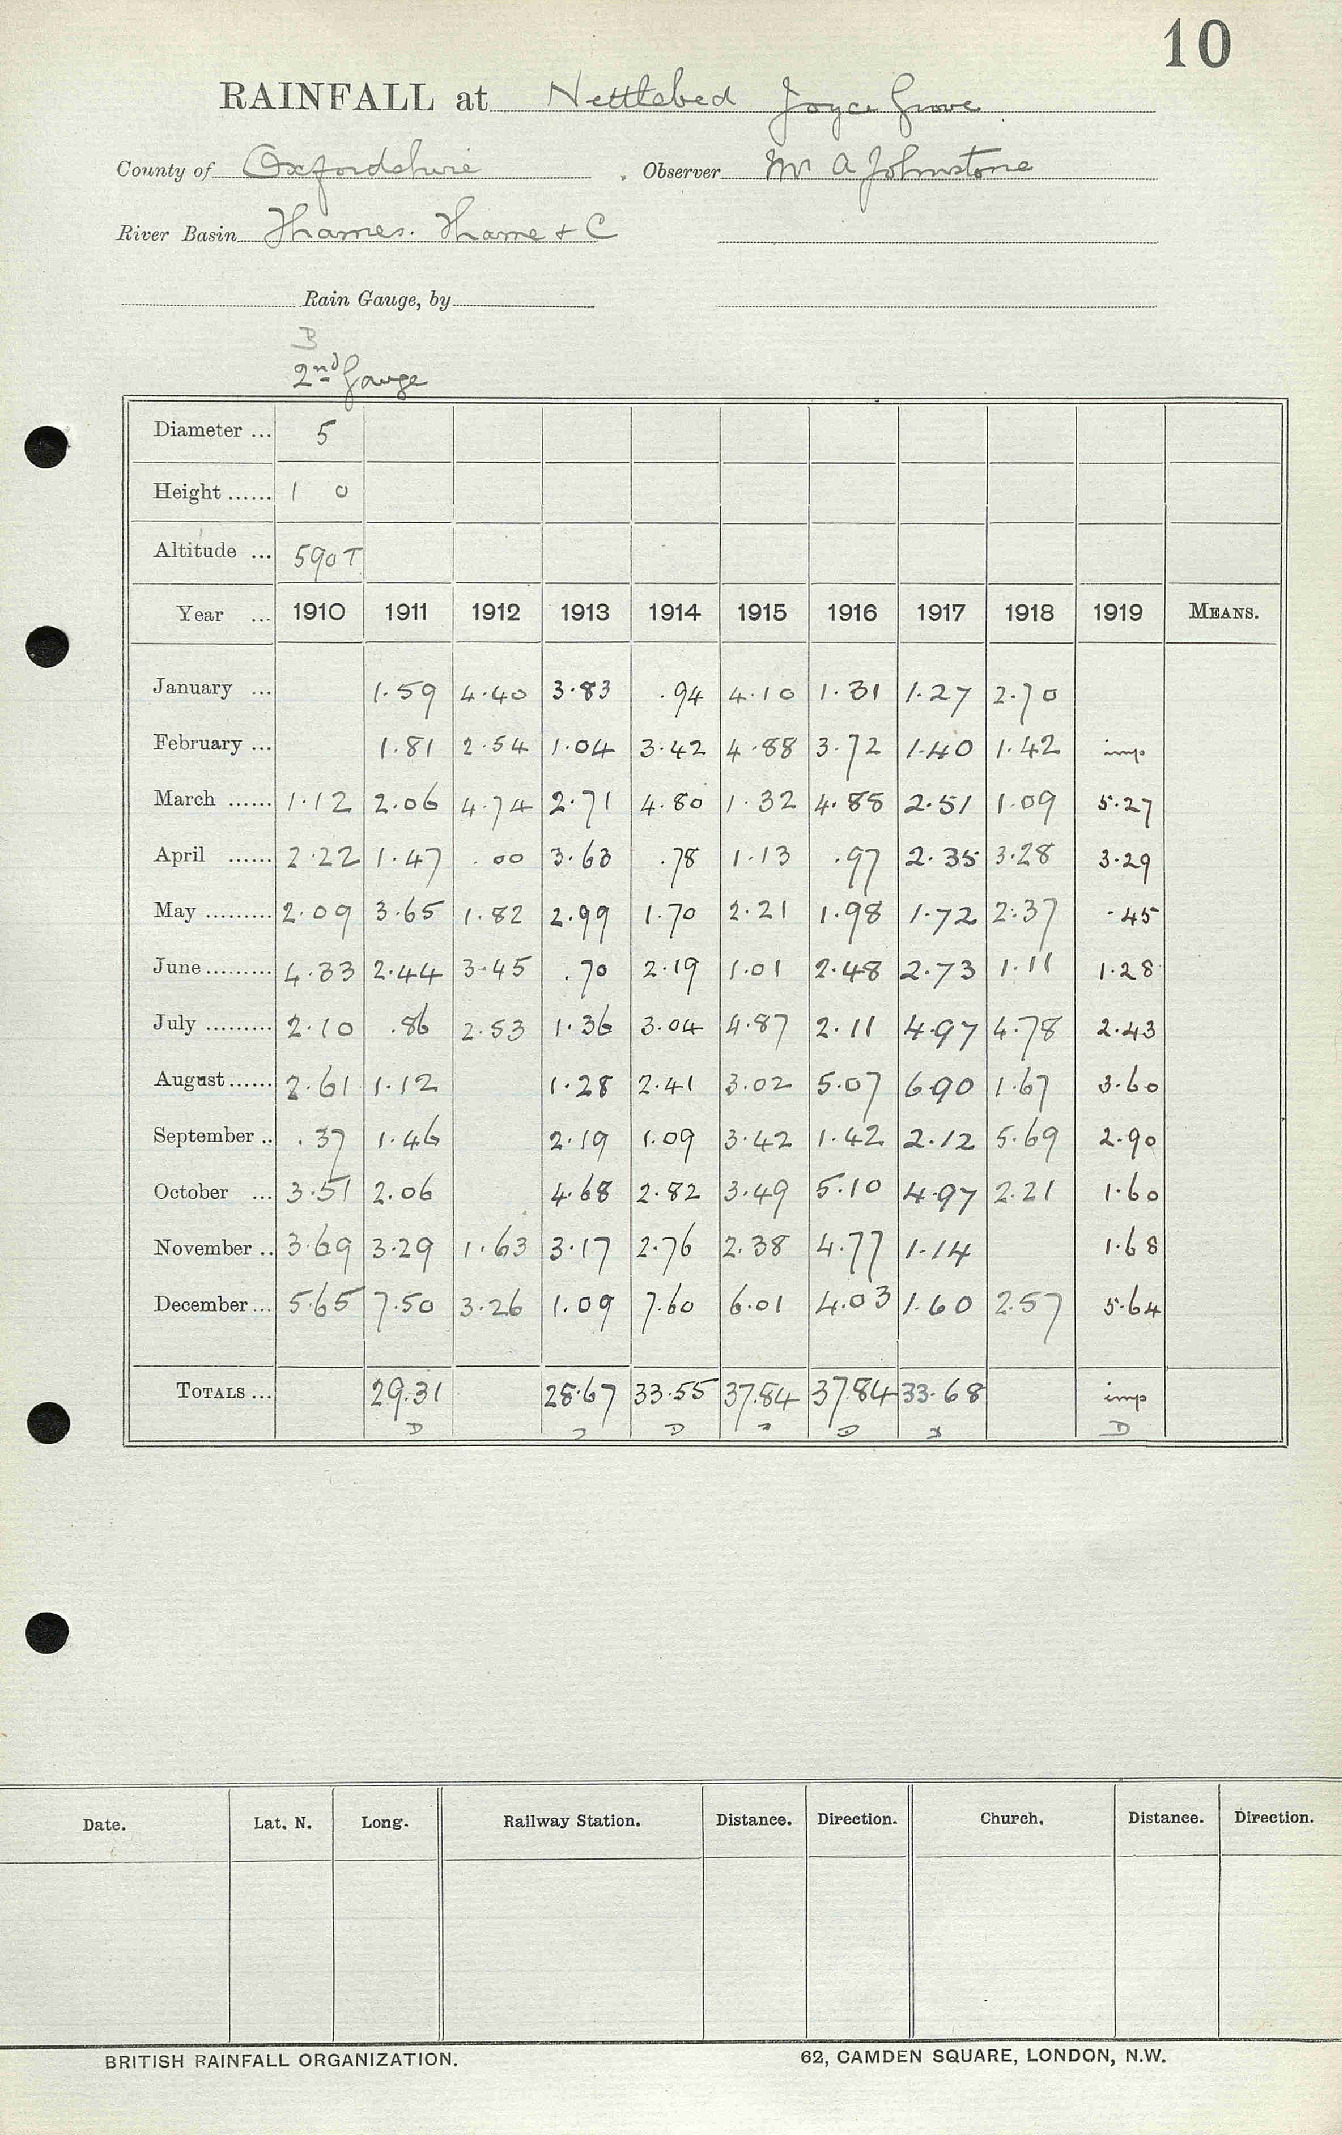 10
RAINFALL at Nettlebed Joyce Grove
County of Oxfordshire Observer Mr A Johnstone
River Basin Thames. Thame + C
Rain Gauge, by
B
2nd Gauge
Diameter ... 5
Height ...... 1 0
Altitude ... 590 T
Year ... 1910 1911 1912 1913 1914 1915 1916 1917 1918 1919 MEANS.
January ... 1.59 4.40 3.83 .94 4.10 1.31 1.27 2.70
February ... 1.81 2.54 1.04 3.42 4.88 3.72 1.40 1.42 imp.
March ...... 1.12 2.06 4.74 2.71 4.80 1.32 4.85 2.51 1.09 5.27
April ...... 2.22 1.47 .00 3.63 .78 1.13 .97 2.35 3.28 3.29
May ......... 2.09 3.65 1.82 2.99 1.70 2.21 1.98 1.72 2.37 .45
June ......... 4.33 2.44 3.45 .70 2.19 1.01 2.48 2.73 1.11 1.28
July ......... 2.10 .86 2.53 1.36 3.04 4.87 2.11 4.97 4.78 2.43
August ...... 2.61 1.12 1.28 2.41 3.02 5.07 6.90 1.67 3.60
September .. .37 1.46 2.19 1.09 3.42 1.42 2.12 5.69 2.90
October ... 3.51 2.06 4.68 2.82 3.49 5.10 4.97 2.21 1.60
November .. 3.69 3.29 1.63 3.17 2.76 2.38 4.77 1.14 1.68
December ... 5.65 7.50 3.26 1.09 7.60 6.01 4.03 1.60 2.57 5.64
TOTALS ... 29.31 28.67 33.55 37.84 37.84 33.68 imp
D D D D
Date. Lat. N. Long. Railway Station. Distance. Direction. Church. Distance. Direction.
BRITISH RAINFALL ORGANIZATION. 62, CAMDEN SQUARE, LONDON, N.W.